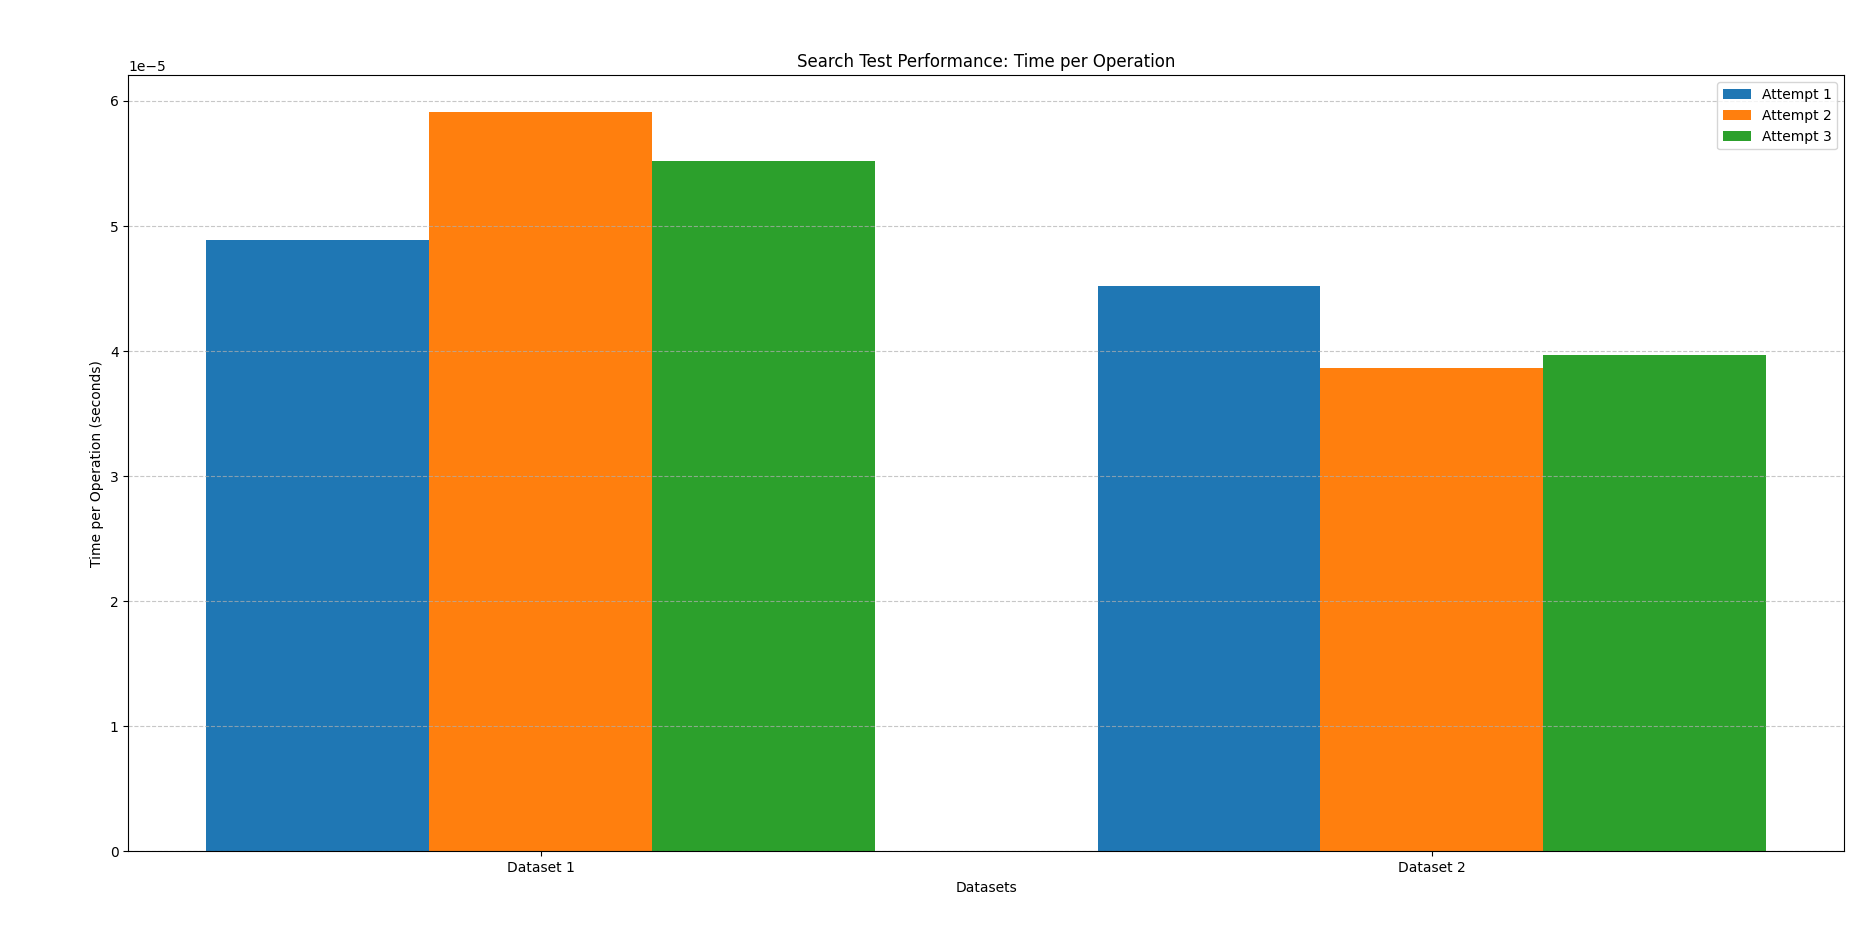 Search Test Performance: Time per Operation
1e−5
6
5
4
3
2
1
0
Time per Operation (seconds)
Attempt 1
Attempt 2
Attempt 3
Dataset 1
Dataset 2
Datasets